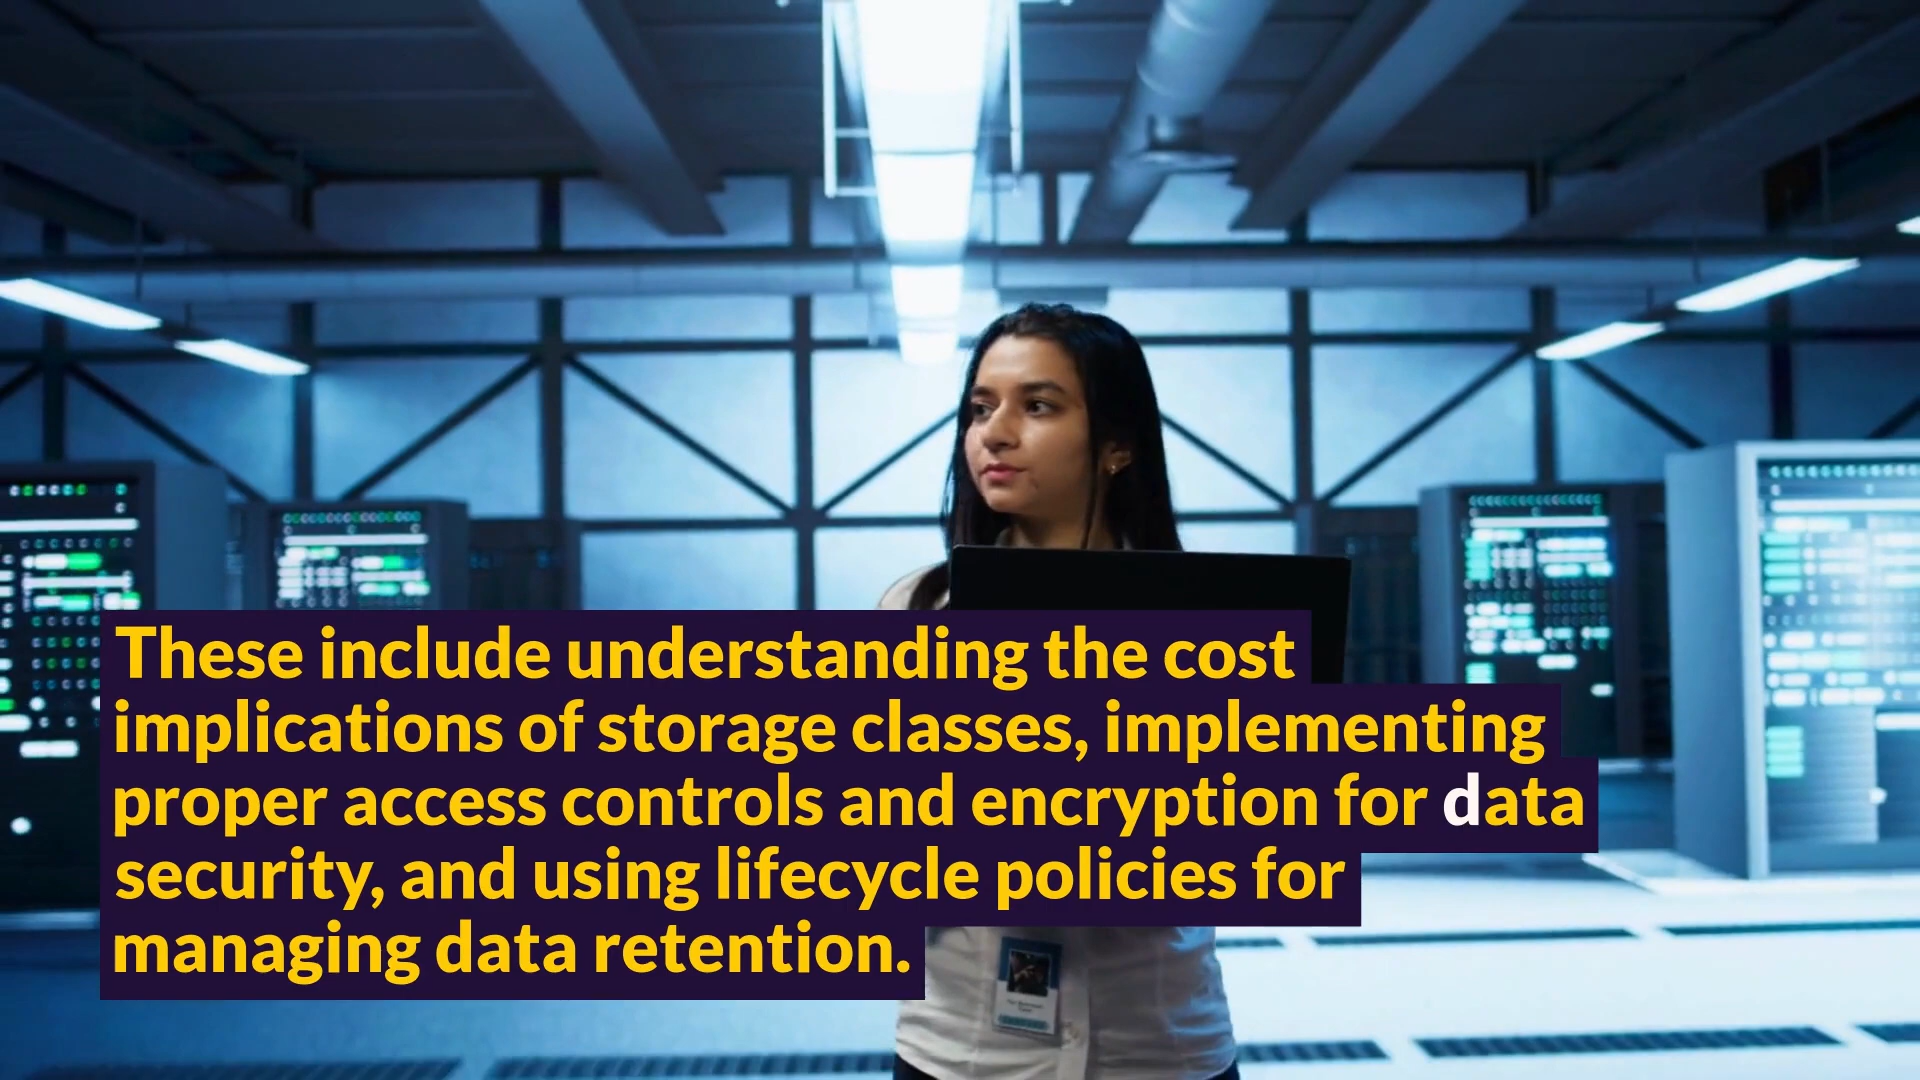 These include understanding the cost
implications of storage classes, implementing
proper access controls and encryption for data
security, and using lifecycle policies for
managing data retention.